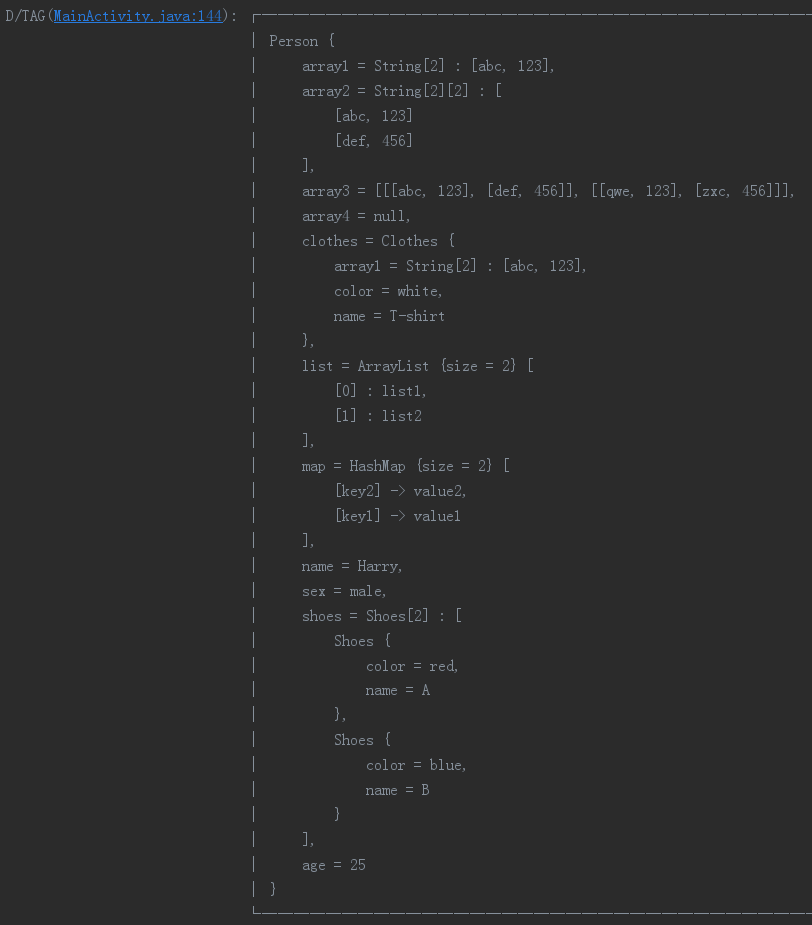 D/TAG(MainActivity.java:144): ┌────────────────────────────────
│ Person {
│     array1 = String[2] : [abc, 123],
│     array2 = String[2][2] : [
│         [abc, 123]
│         [def, 456]
│     ],
│     array3 = [[[abc, 123], [def, 456]], [[qwe, 123], [zxc, 456]]],
│     array4 = null,
│     clothes = Clothes {
│         array1 = String[2] : [abc, 123],
│         color = white,
│         name = T-shirt
│     },
│     list = ArrayList {size = 2} [
│         [0] : list1,
│         [1] : list2
│     ],
│     map = HashMap {size = 2} [
│         [key2] -> value2,
│         [key1] -> value1
│     ],
│     name = Harry,
│     sex = male,
│     shoes = Shoes[2] : [
│         Shoes {
│             color = red,
│             name = A
│         },
│         Shoes {
│             color = blue,
│             name = B
│         }
│     ],
│     age = 25
│ }
└────────────────────────────────